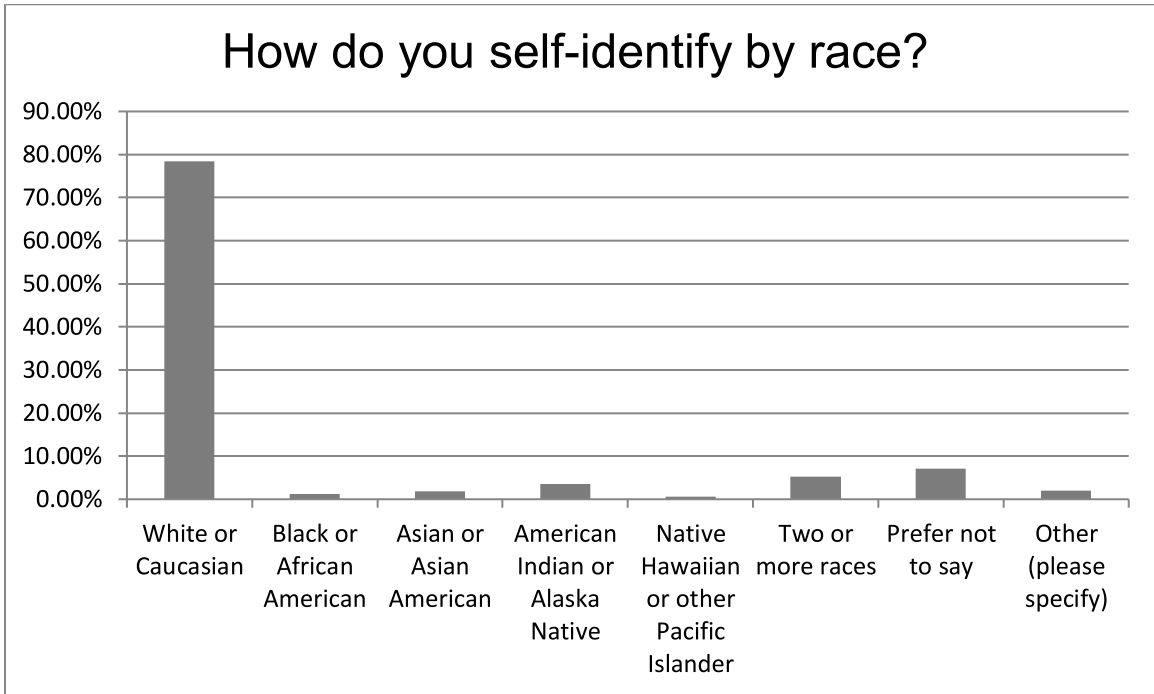 How do you self-identify by race?
90.00%
80.00%
70.00%
60.00%
50.00%
40.00%
30.00%
20.00%
10.00%
0.00%
White or
Caucasian
Black or
African
American
Asian or
Asian
American
American
Indian or
Alaska
Native
Native
Hawaiian
or other
Pacific
Islander
Two or
more races
Prefer not
to say
Other
(please
specify)